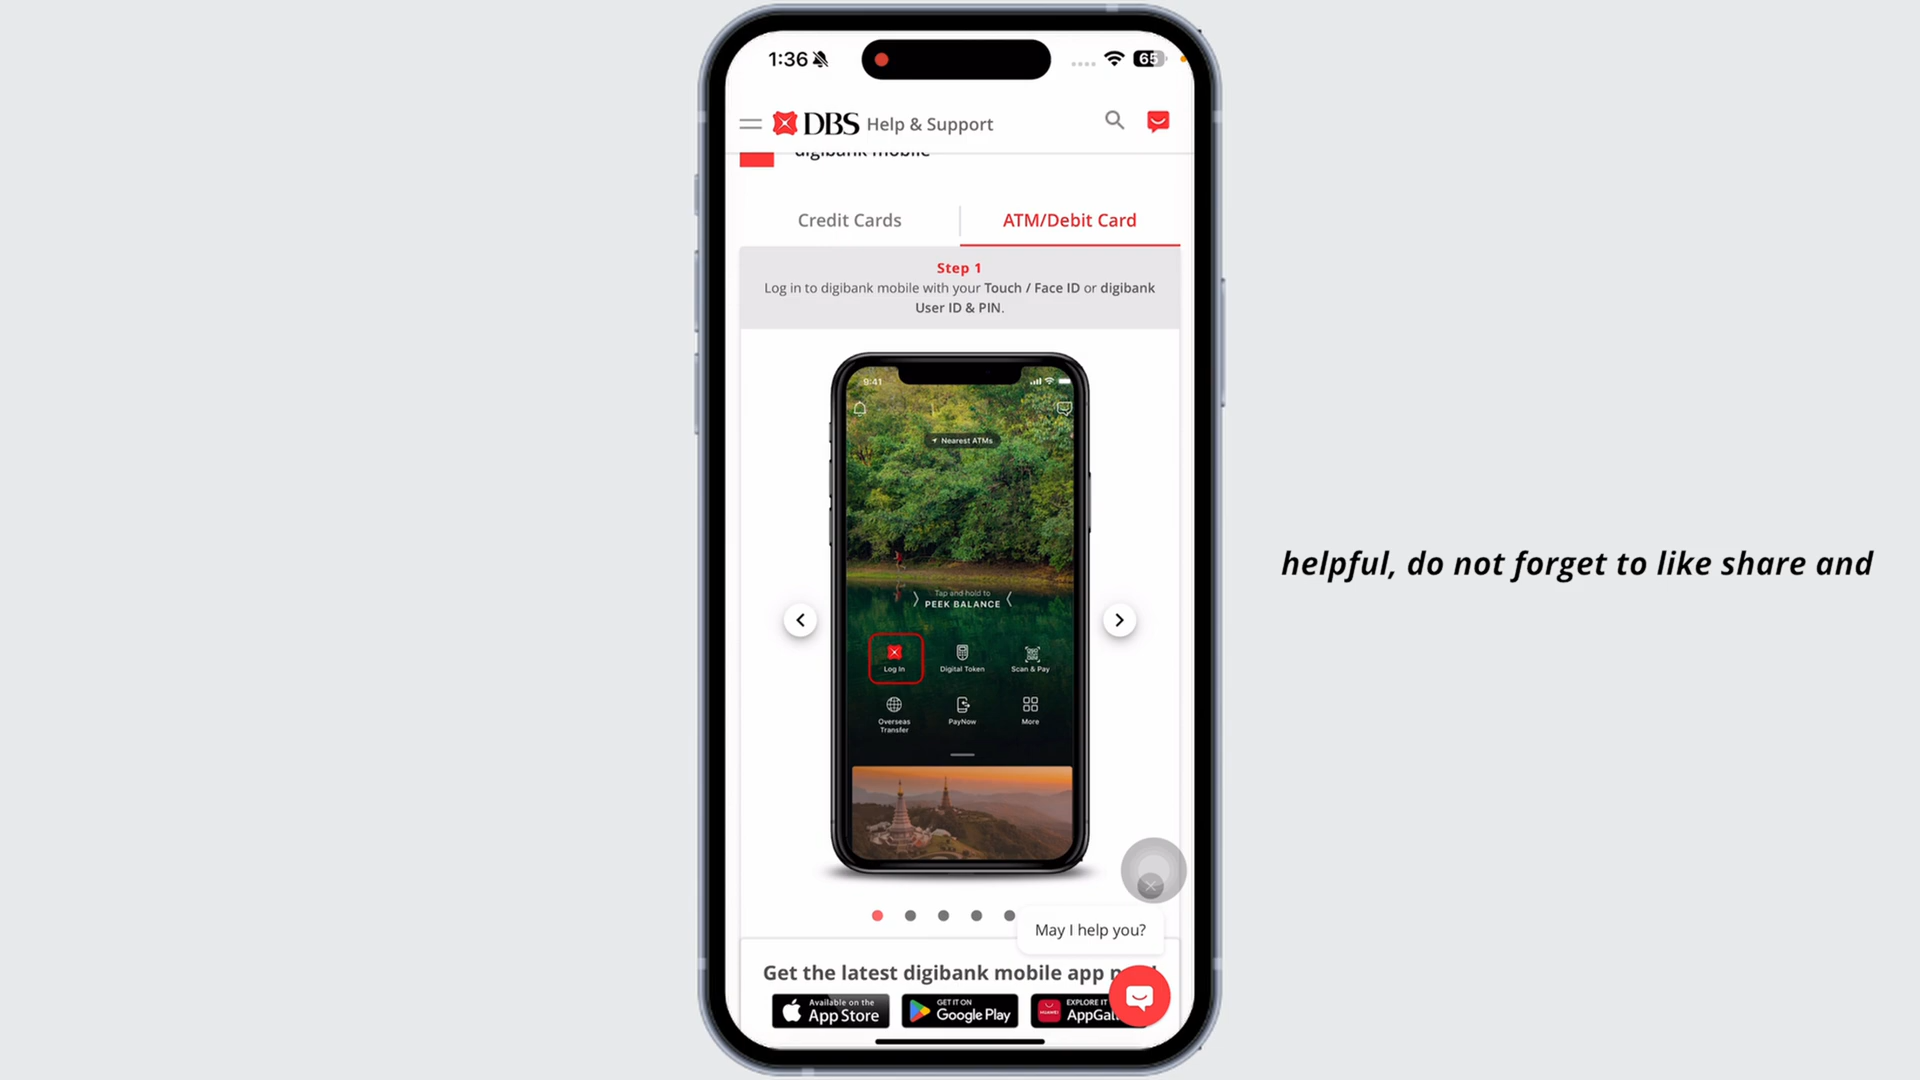 1:36
65
DBS Help & Support
digibank mobile
Credit Cards
ATM/Debit Card
Step 1
Log in to digibank mobile with your Touch / Face ID or digibank
User ID & PIN.
9:41
Nearest ATMs
Tap and hold to
PEEK BALANCE
Log In
Digital Token
Scan & Pay
Overseas
Transfer
PayNow
More
helpful, do not forget to like share and
May I help you?
Get the latest digibank mobile app
Available on the
App Store
GET IT ON
Google Play
EXPLORE IT
AppGal